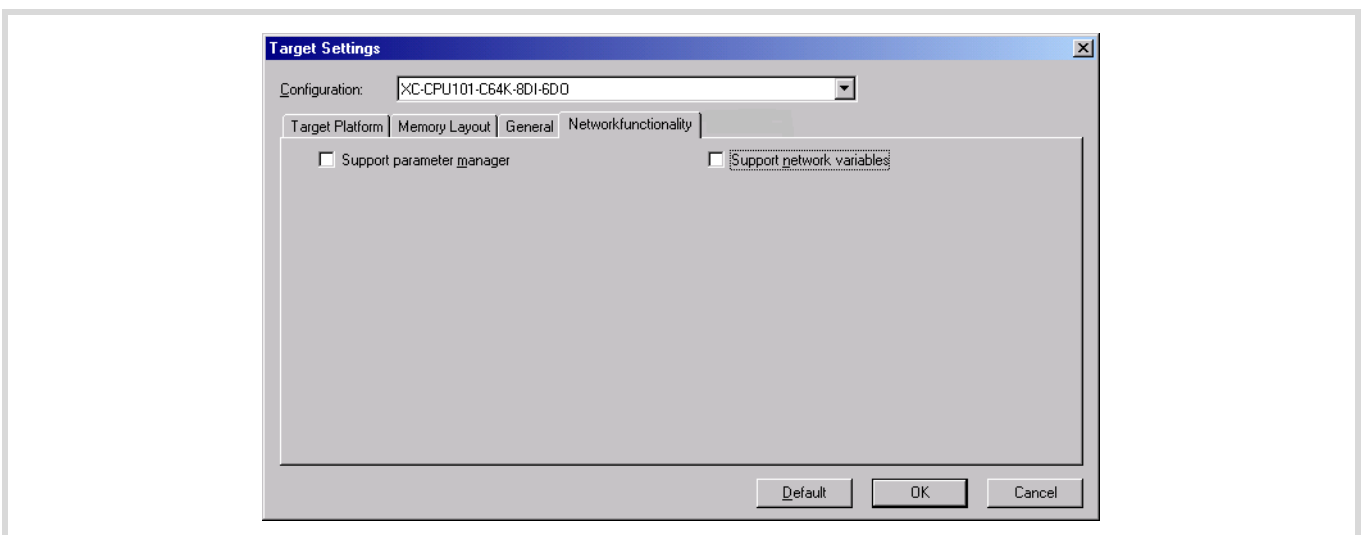 Target Settings
Configuration: XC-CPU101-C64K-8DI-6DO
Target Platform Memory Layout General Networkfunctionality
Support parameter manager Support network variables
Default OK Cancel